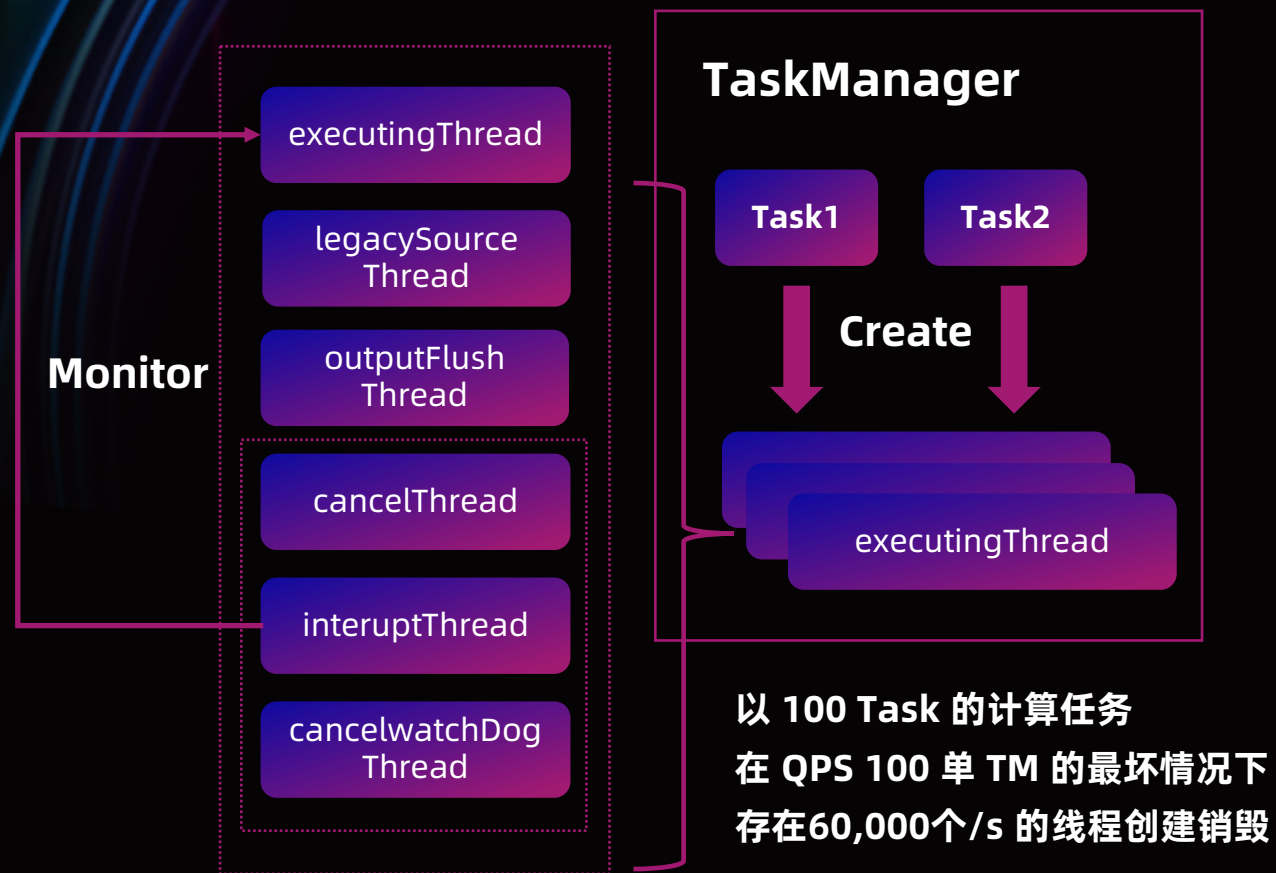 Monitor
executingThread
legacySource
Thread
outputFlush
Thread
cancelThread
interuptThread
cancelwatchDog
Thread
TaskManager
Task1
Task2
Create
executingThread
以 100 Task 的计算任务
在 QPS 100 单 TM 的最坏情况下
存在60,000个/s 的线程创建销毁